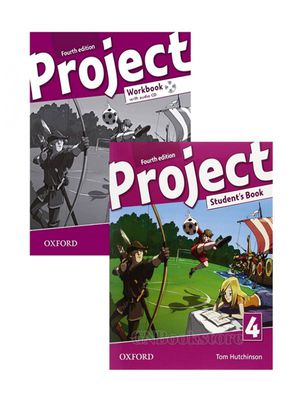 Fourth edition
Project
Workbook
with audio CD
OXFORD
Fourth edition
Project
Student's Book
4
OXFORD
Tom Hutchinson